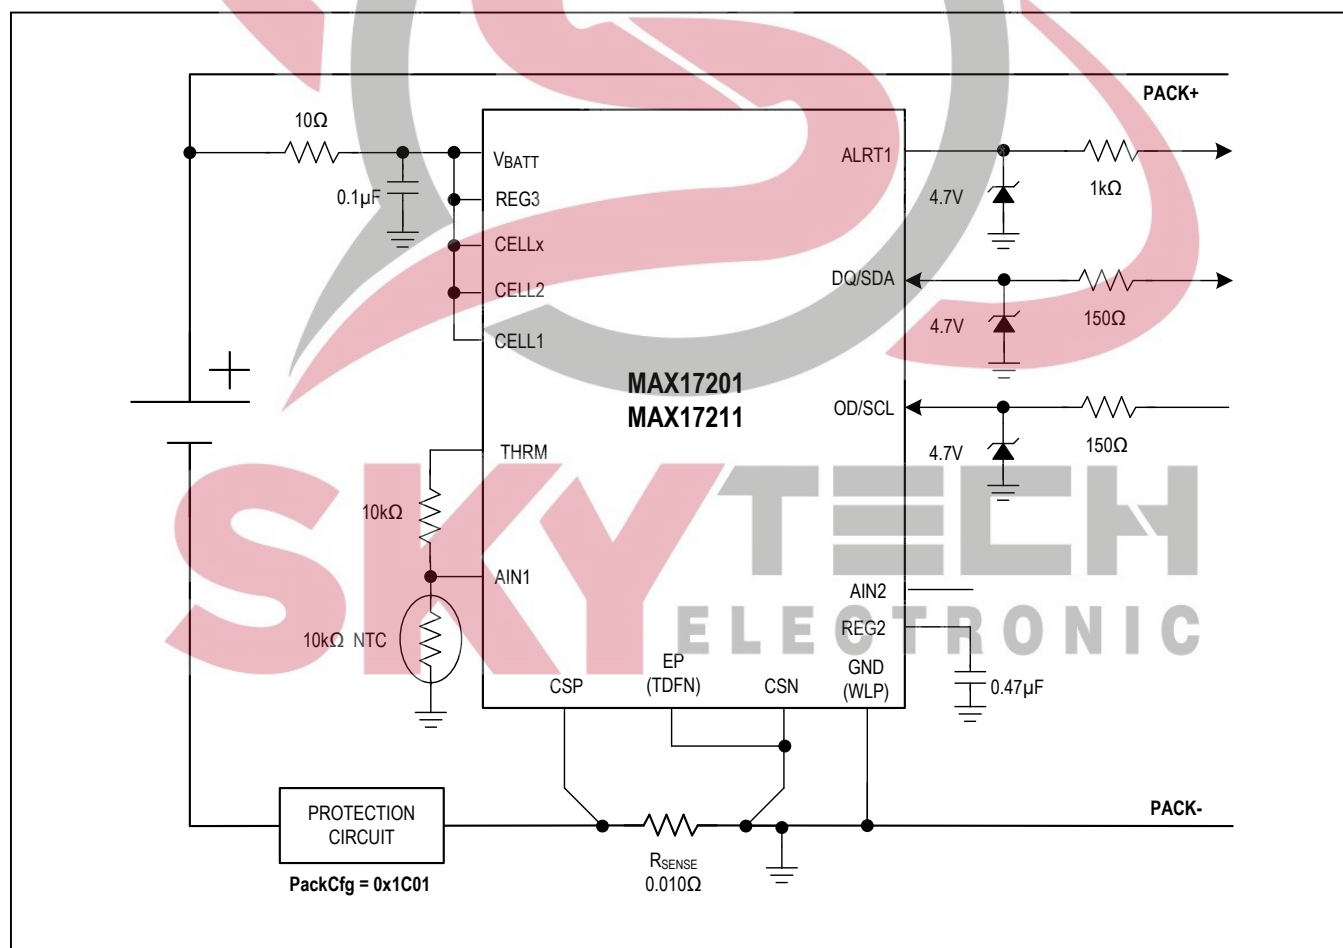 PACK+
10Ω
VBATT
ALRT1
0.1µF
REG3
4.7V
1kΩ
CELLx
CELL2
DQ/SDA
4.7V
150Ω
CELL1
MAX17201
MAX17211
OD/SCL
THRM
4.7V
150Ω
10kΩ
SKYTECH
AIN1
AIN2
ELECTRONIC
REG2
10kΩ NTC
EP
(TDFN)
GND
(WLP)
CSP
CSN
0.47µF
PROTECTION
CIRCUIT
PACK-
RSENSE
0.010Ω
PackCfg = 0x1C01